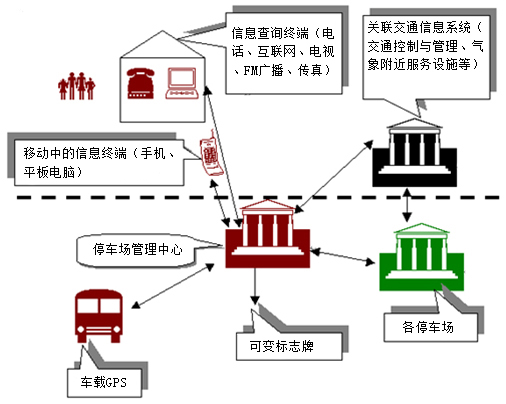 信息查询终端（电
话、互联网、电视
、FM广播、传真）
关联交通信息系统（
交通控制与管理、气
象附近服务设施等）
移动中的信息终端（手机、
平板电脑）
停车场管理中心
各停车场
可变标志牌
车载GPS